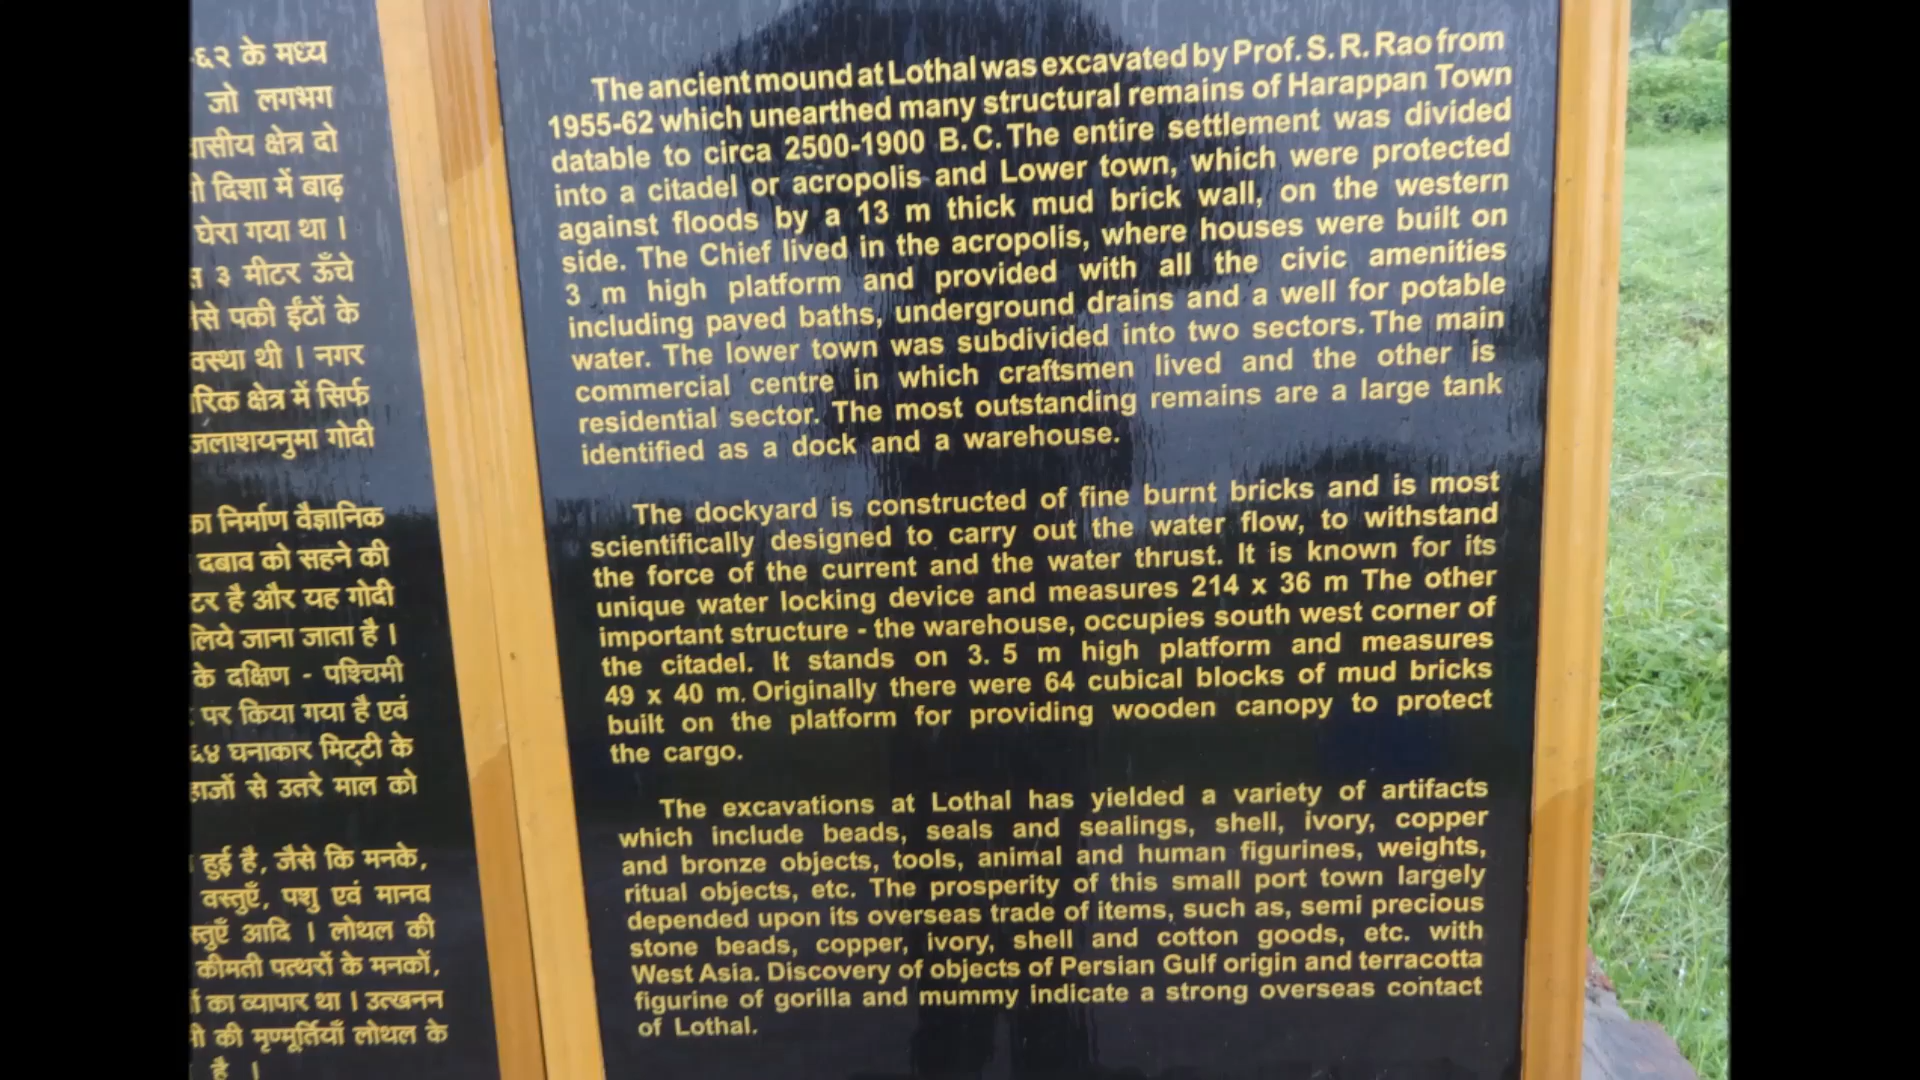 ६२ के मध्य
जो लगभग
दो
दिशा में बाढ़
घेरा गया था ।
३ मीटर ऊँचे
से पकी ईंटों के
थी । नगर
क्षेत्र में सिर्फ
जलाशयनुमा गोदी
निर्माण वैज्ञानिक
दबाव को सहने की
है और यह गोदी
लिये जाना जाता है ।
के दक्षिण - पश्चिमी
पर किया गया है एवं
घनाकार मिट्टी के
से उतरे माल को
हुई है, जैसे कि मनके,
वस्तुएँ, पशु एवं मानव
आदि । लोथल की
कीमती पत्थरों के मनकों,
का व्यापार था । उत्खनन
की मृण्मूर्तियाँ लोथल के
है ।
The ancient mound at Lothal was excavated by Prof. S. R. Rao from
1955-62 which unearthed many structural remains of Harappan Town
datable to circa 2500-1900 B. C. The entire settlement was divided
into a citadel or acropolis and Lower town, which were protected
against floods by a 13 m thick mud brick wall, on the western
side. The Chief lived in the acropolis, where houses were built on
3 m high platform and provided with all the civic amenities
including paved baths, underground drains and a well for potable
water. The lower town was subdivided into two sectors. The main
commercial centre in which craftsmen lived and the other is
residential sector. The most outstanding remains are a large tank
identified as a dock and a warehouse.
The dockyard is constructed of fine burnt bricks and is most
scientifically designed to carry out the water flow, to withstand
the force of the current and the water thrust. It is known for its
unique water locking device and measures 214 x 36 m The other
important structure - the warehouse, occupies south west corner of
the citadel. It stands on 3. 5 m high platform and measures
49 x 40 m. Originally there were 64 cubical blocks of mud bricks
built on the platform for providing wooden canopy to protect
the cargo.
The excavations at Lothal has yielded a variety of artifacts
which include beads, seals and sealings, shell, ivory, copper
and bronze objects, tools, animal and human figurines, weights,
ritual objects, etc. The prosperity of this small port town largely
depended upon its overseas trade of items, such as, semi precious
stone beads, copper, ivory, shell and cotton goods, etc. with
West Asia. Discovery of objects of Persian Gulf origin and terracotta
figurine of gorilla and mummy indicate a strong overseas contact
of Lothal.